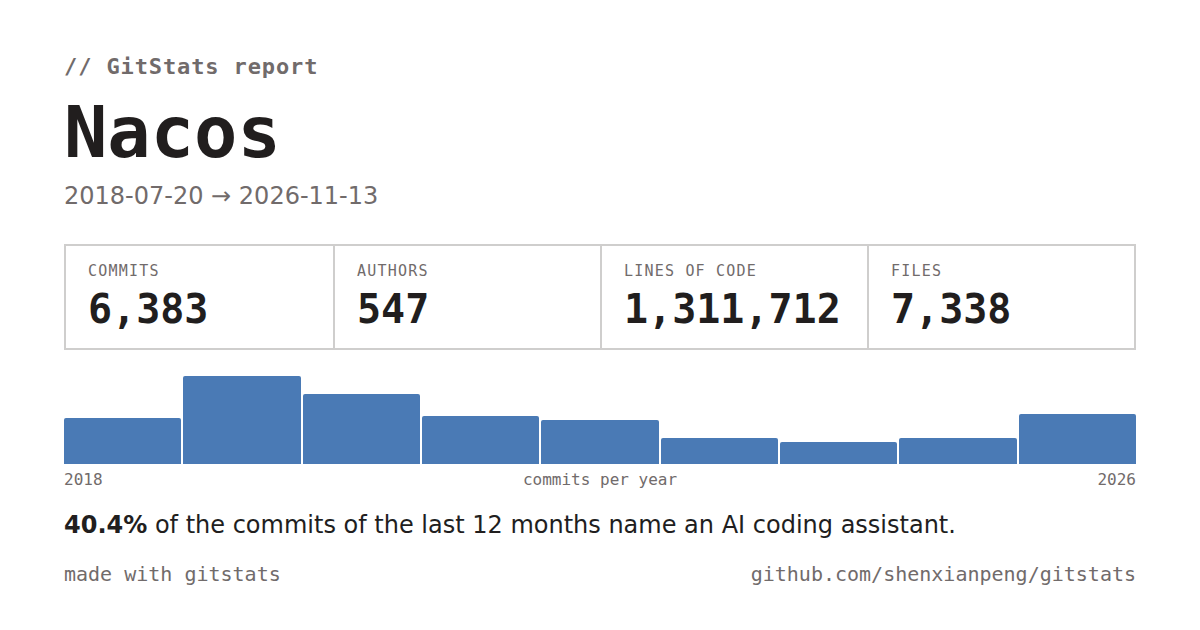 // GitStats report
Nacos
2018-07-20 → 2026-11-13
COMMITS AUTHORS LINES OF CODE FILES
6,383 547 1,311,712 7,338
2018 commits per year 2026
40.4% of the commits of the last 12 months name an AI coding assistant.
made with gitstats github.com/shenxianpeng/gitstats